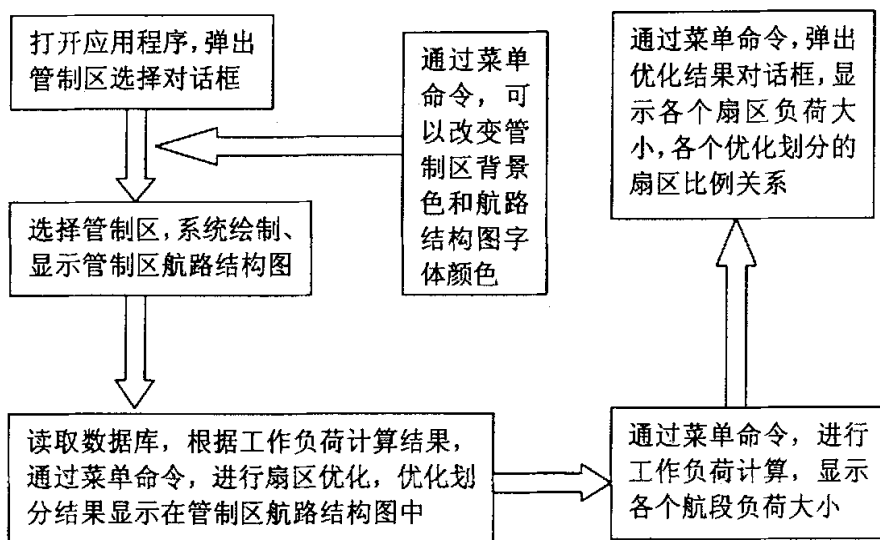 打开应用程序,弹出
管制区选择对话框
通过菜单
命令，可
以改变管
制区背景
色和航路
结构图字
体颜色
通过菜单命令,弹出
优化结果对话框,显
示各个扇区负荷大
小,各个优化划分的
扇区比例关系
选择管制区,系统绘制、
显示管制区航路结构图
读取数据库，根据工作负荷计算结果，
通过菜单命令，进行扇区优化，优化划
分结果显示在管制区航路结构图中
通过菜单命令，进行
工作负荷计算，显示
各个航段负荷大小